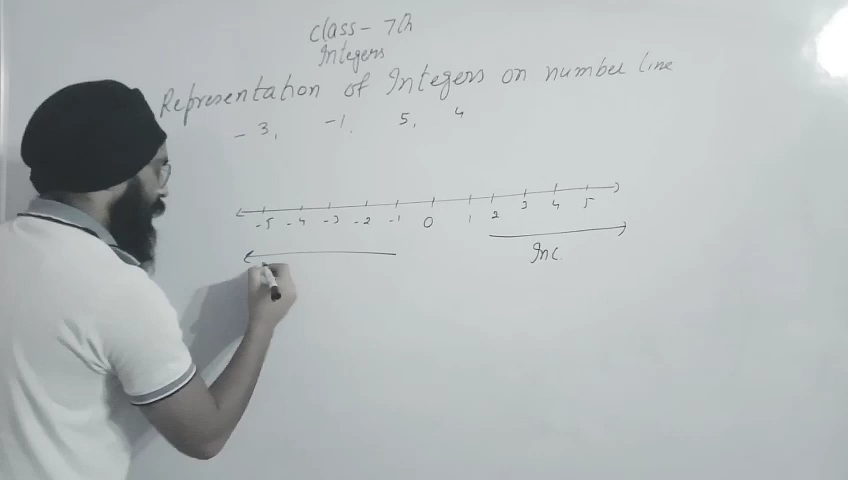 Class - 7th
Integers
Representation of Integers on number line
- 3, -1, 5, 4
-5 -4 -3 -2 -1 0 1 2 3 4 5
Inc.